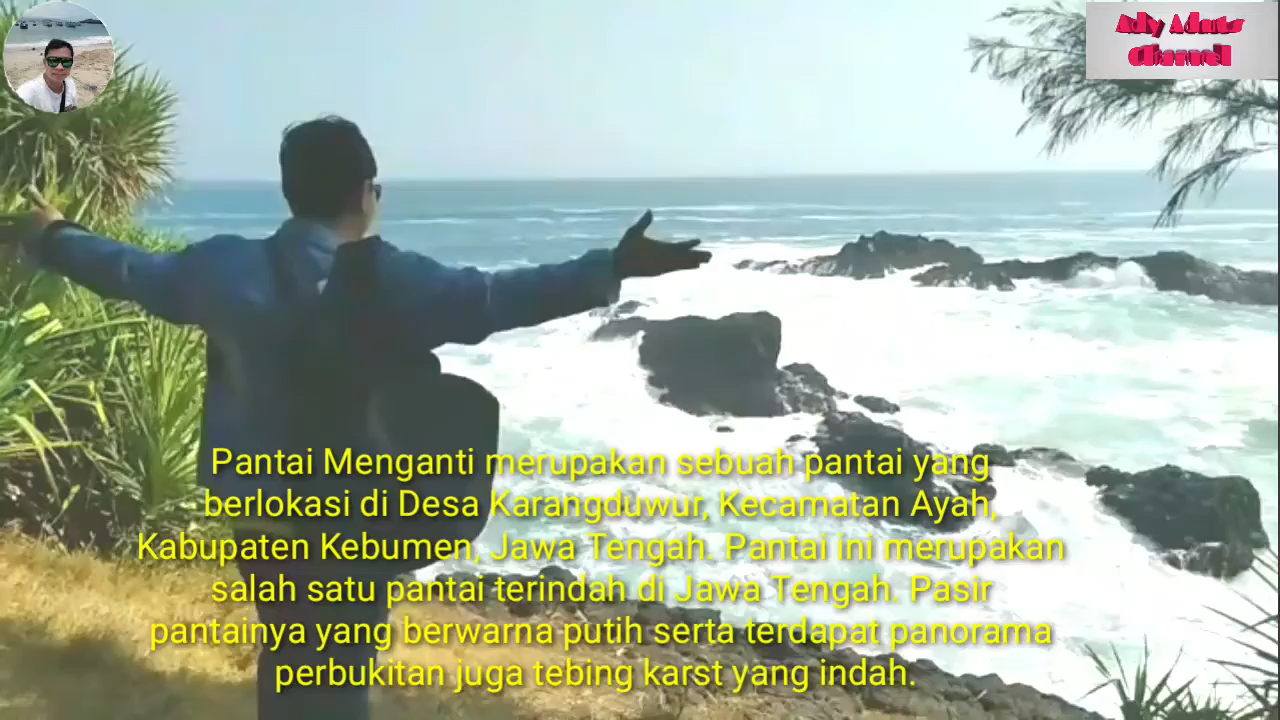 Pantai Menganti merupakan sebuah pantai yang
berlokasi di Desa Karangduwur, Kecamatan Ayah,
Kabupaten Kebumen, Jawa Tengah. Pantai ini merupakan
salah satu pantai terindah di Jawa Tengah. Pasir
pantainya yang berwarna putih serta terdapat panorama
perbukitan juga tebing karst yang indah.
Channel